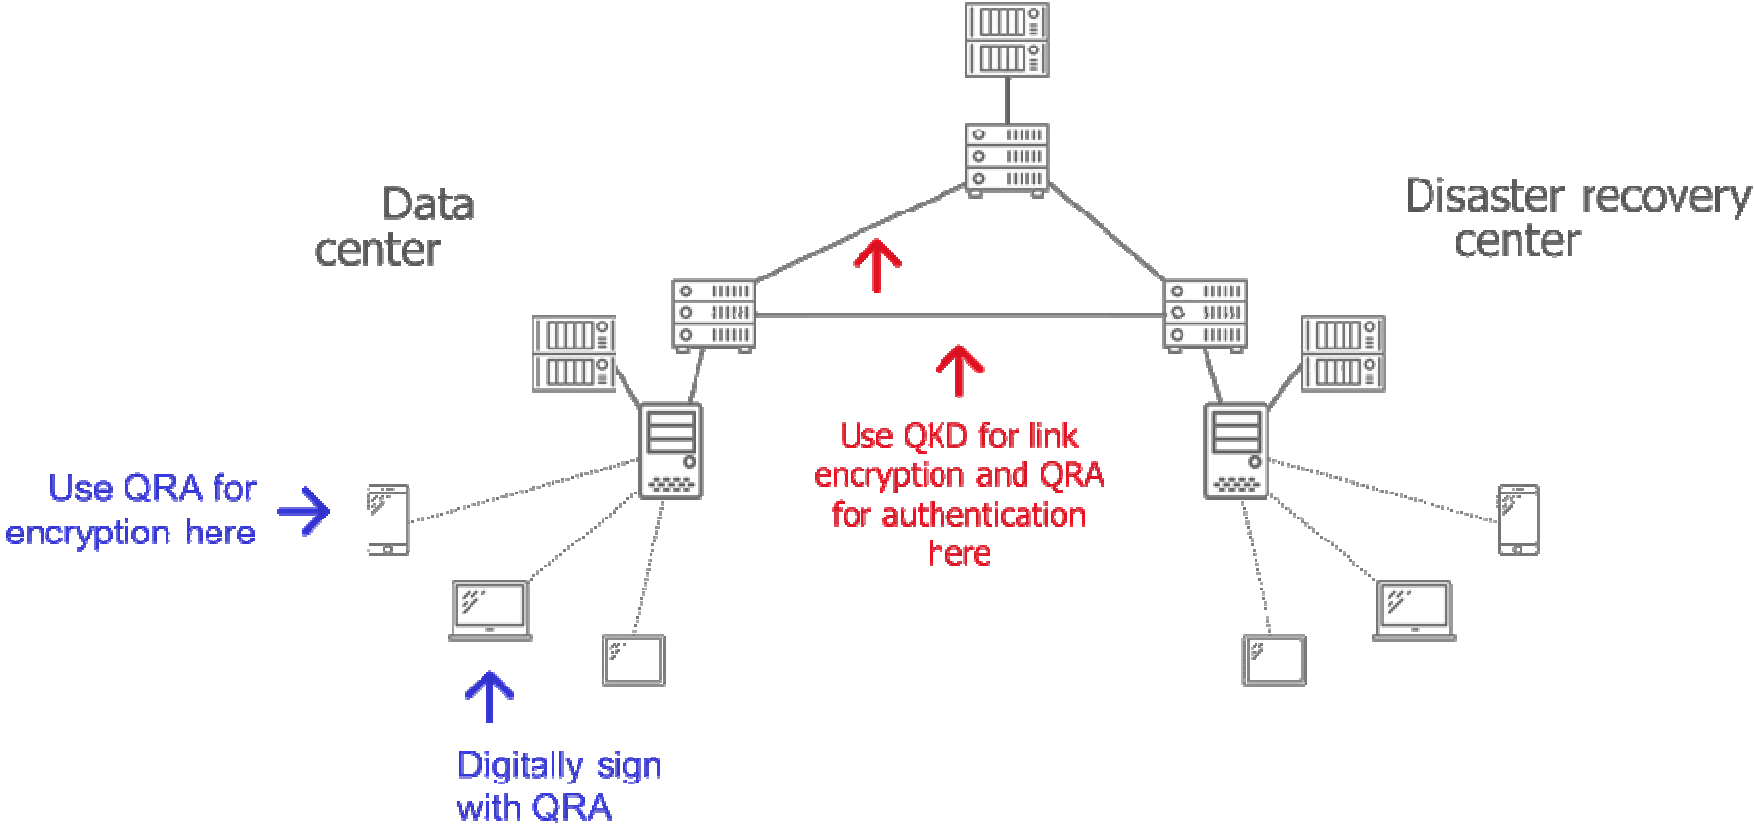 Data
center
Disaster recovery
center
Use QRA for
encryption here
Use QKD for link
encryption and QRA
for authentication
here
Digitally sign
with QRA